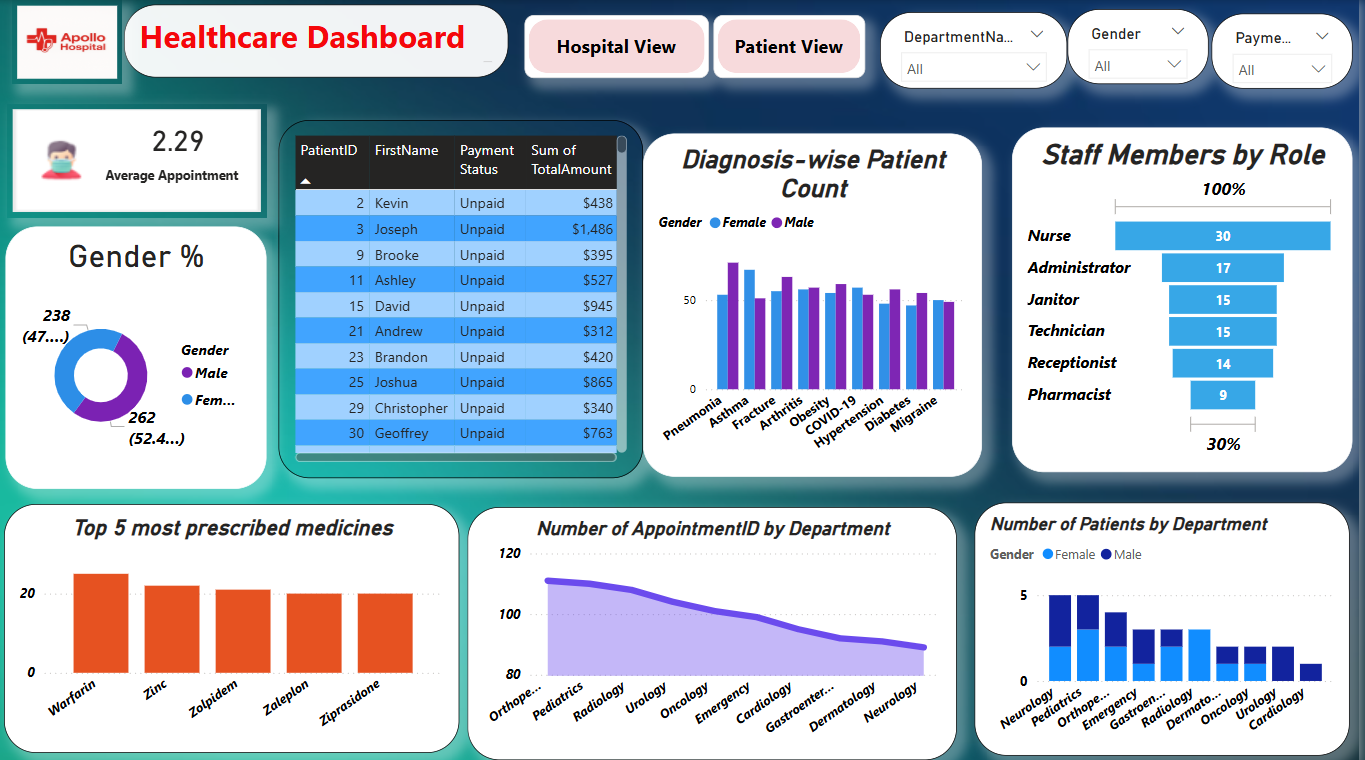 Apollo
Hospital
Healthcare Dashboard
Hospital View
Patient View
DepartmentNa...
All
Gender
All
Payme...
All
2.29
Average Appointment
Gender %
238
(47....)
262
(52.4...)
Gender
Male
Fem...
PatientID FirstName Payment Status Sum of TotalAmount
2 Kevin Unpaid $438
3 Joseph Unpaid $1,486
9 Brooke Unpaid $395
11 Ashley Unpaid $527
15 David Unpaid $945
21 Andrew Unpaid $312
23 Brandon Unpaid $420
25 Joshua Unpaid $865
29 Christopher Unpaid $340
30 Geoffrey Unpaid $763
Diagnosis-wise Patient
Count
Gender Female Male
50
0
Pneumonia
Asthma
Fracture
Arthritis
Obesity
COVID-19
Hypertension
Diabetes
Migraine
Staff Members by Role
100%
Nurse 30
Administrator 17
Janitor 15
Technician 15
Receptionist 14
Pharmacist 9
30%
Top 5 most prescribed medicines
20
0
Warfarin
Zinc
Zolpidem
Zaleplon
Ziprasidone
Number of AppointmentID by Department
120
100
80
Orthope...
Pediatrics
Radiology
Urology
Oncology
Emergency
Cardiology
Gastroenter...
Dermatology
Neurology
Number of Patients by Department
Gender Female Male
5
0
Neurology
Pediatrics
Orthope...
Emergency
Gastroen...
Radiology
Dermato...
Oncology
Urology
Cardiology